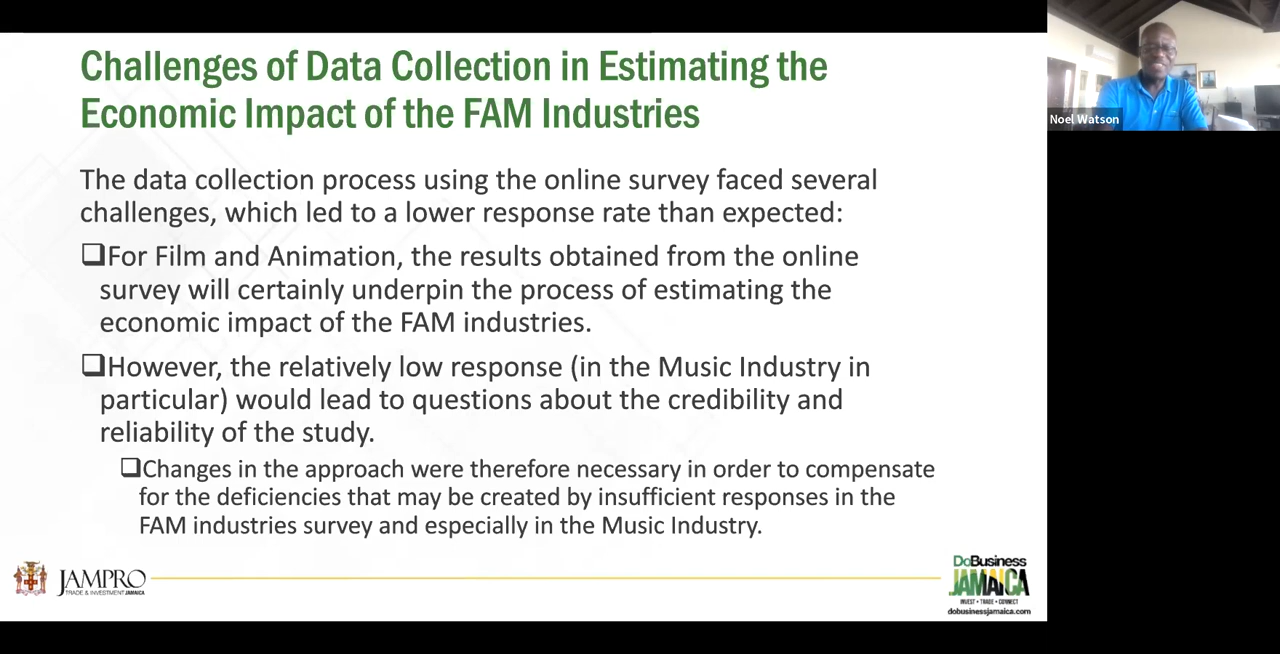 Challenges of Data Collection in Estimating the
Economic Impact of the FAM Industries
Noel Watson
The data collection process using the online survey faced several
challenges, which led to a lower response rate than expected:
For Film and Animation, the results obtained from the online
survey will certainly underpin the process of estimating the
economic impact of the FAM industries.
However, the relatively low response (in the Music Industry in
particular) would lead to questions about the credibility and
reliability of the study.
Changes in the approach were therefore necessary in order to compensate
for the deficiencies that may be created by insufficient responses in the
FAM industries survey and especially in the Music Industry.
JAMPRO
TRADE & INVESTMENT JAMAICA
DoBusiness
JAMAICA
INVEST • TRADE • CONNECT
dobusinessjamaica.com